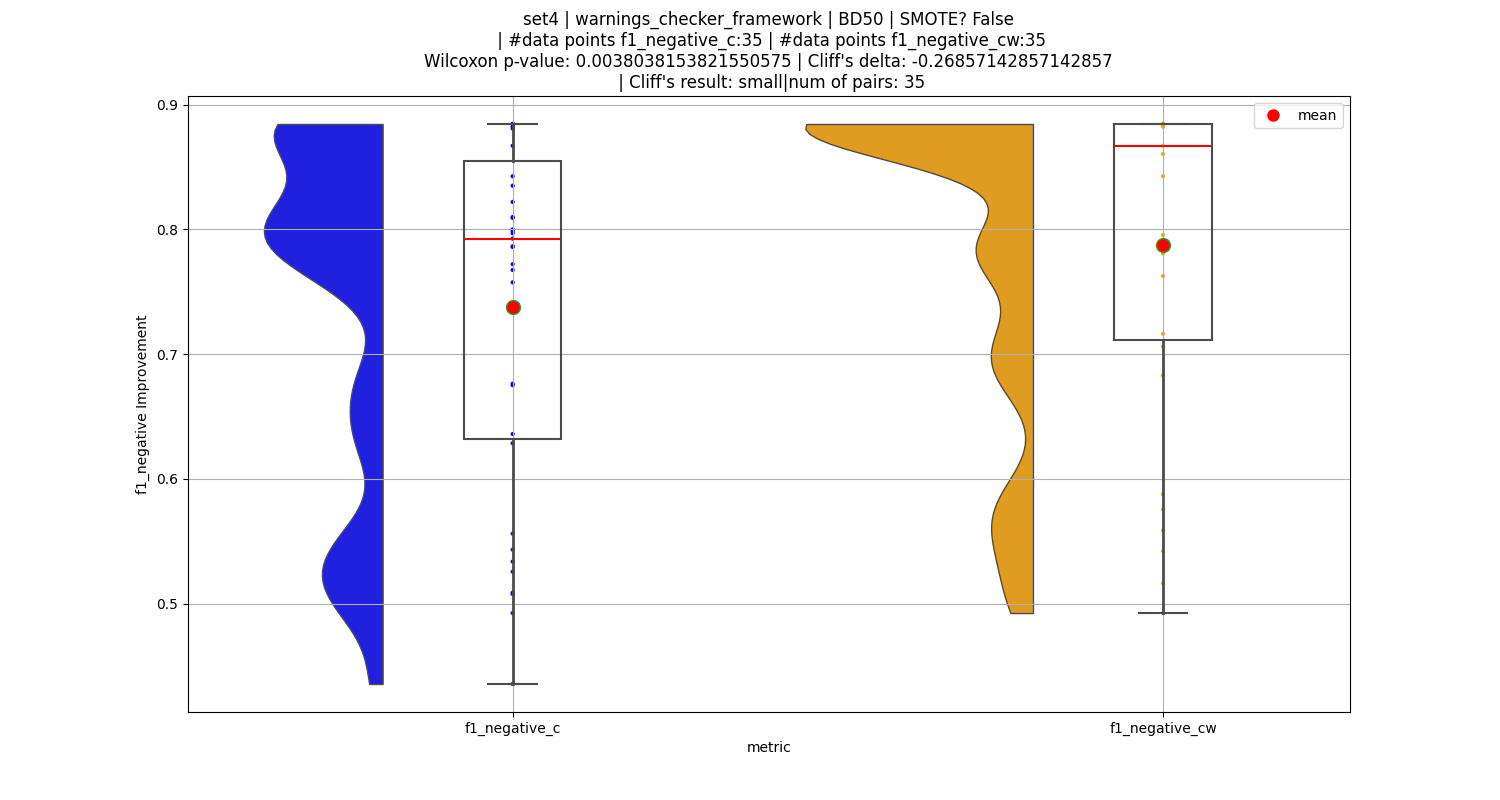 set4 | warnings_checker_framework | BD50 | SMOTE? False
| #data points f1_negative_c:35 | #data points f1_negative_cw:35
Wilcoxon p-value: 0.0038038153821550575 | Cliff's delta: -0.26857142857142857
| Cliff's result: small|num of pairs: 35
mean
0.9
0.8
0.7
0.6
0.5
f1_negative Improvement
f1_negative_c
f1_negative_cw
metric